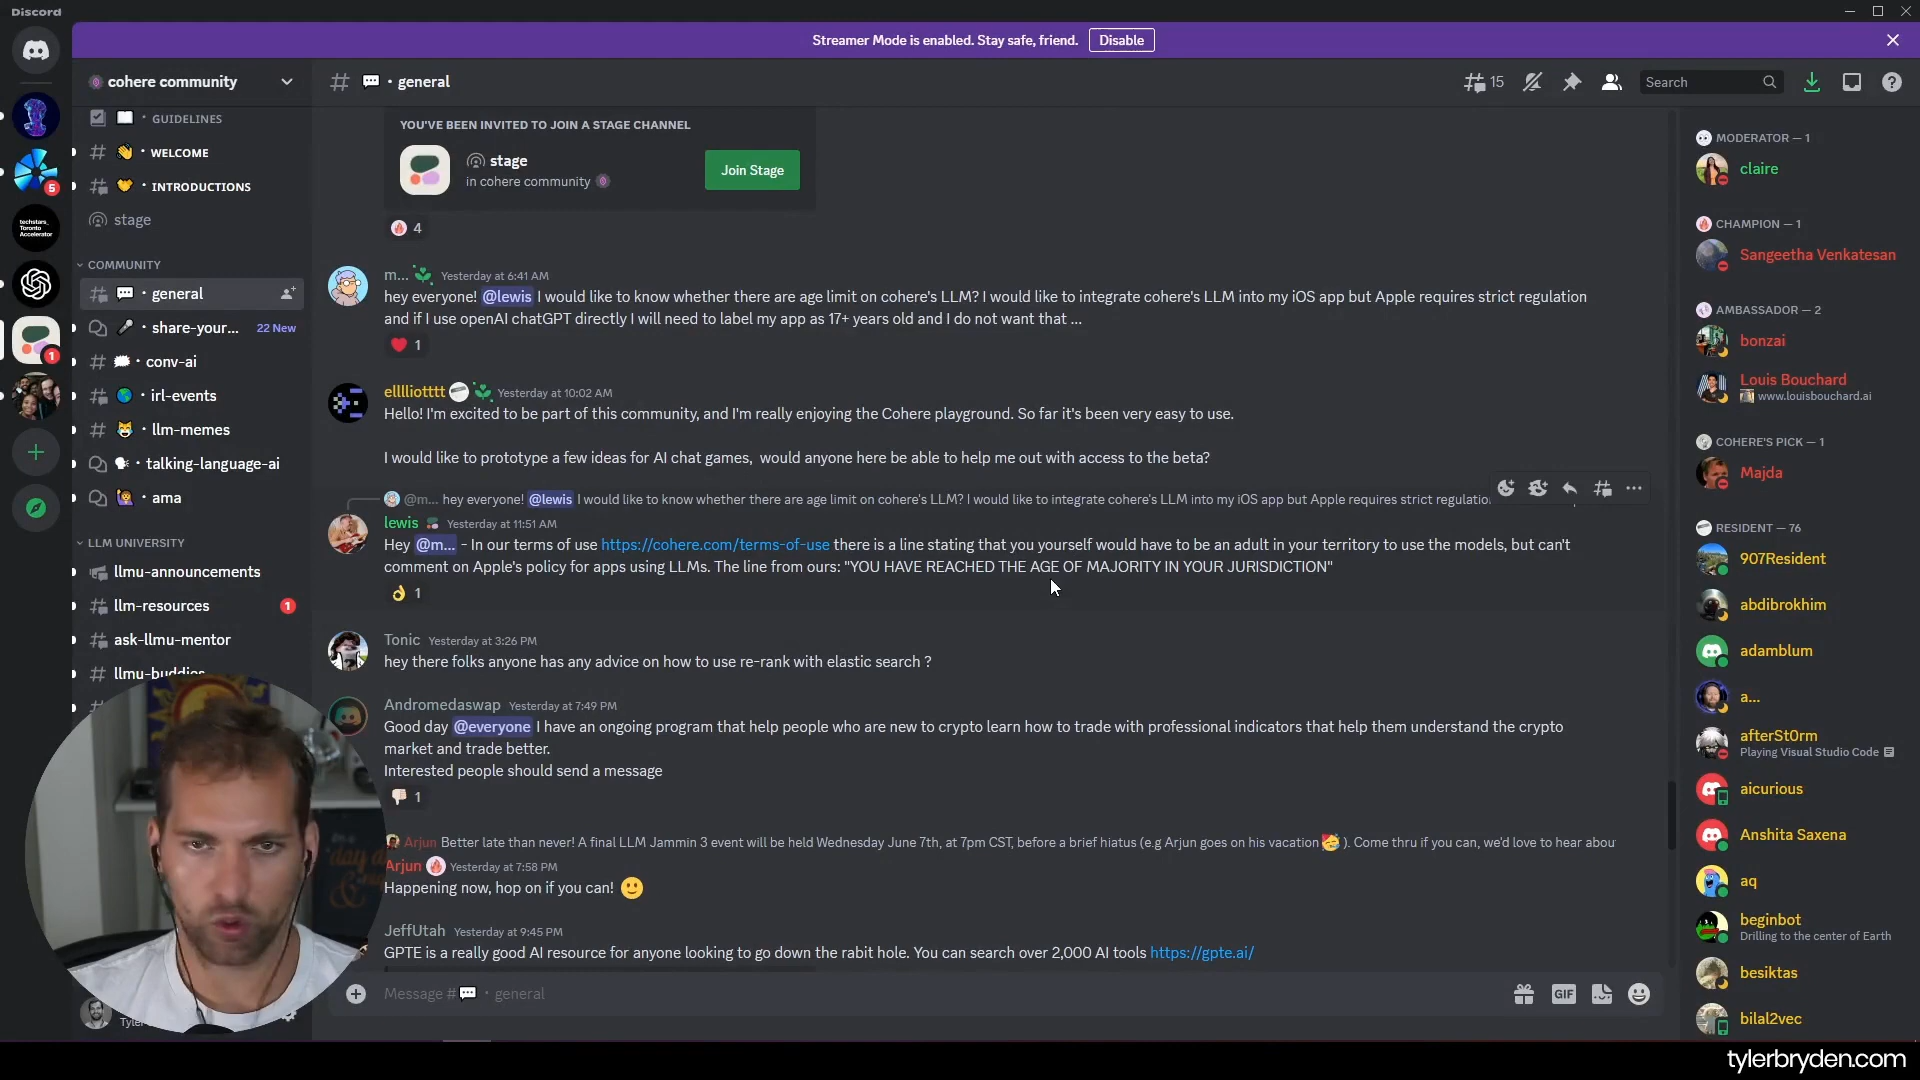 Discord
Streamer Mode is enabled. Stay safe, friend. Disable
techstars_
Toronto
Accelerator
5
1
cohere community
GUIDELINES
WELCOME
INTRODUCTIONS
stage
COMMUNITY
general
share-your... 22 New
conv-ai
irl-events
llm-memes
talking-language-ai
ama
LLM UNIVERSITY
llmu-announcements
llm-resources 1
ask-llmu-mentor
llmu-buddies
Tyler
# • general
15
Search
YOU'VE BEEN INVITED TO JOIN A STAGE CHANNEL
stage
in cohere community
Join Stage
4
m... Yesterday at 6:41 AM
hey everyone! @lewis I would like to know whether there are age limit on cohere's LLM? I would like to integrate cohere's LLM into my iOS app but Apple requires strict regulation
and if I use openAI chatGPT directly I will need to label my app as 17+ years old and I do not want that ...
1
elllliotttt Yesterday at 10:02 AM
Hello! I'm excited to be part of this community, and I'm really enjoying the Cohere playground. So far it's been very easy to use.
I would like to prototype a few ideas for AI chat games, would anyone here be able to help me out with access to the beta?
@m... hey everyone! @lewis I would like to know whether there are age limit on cohere's LLM? I would like to integrate cohere's LLM into my iOS app but Apple requires strict regulatio
lewis Yesterday at 11:51 AM
Hey @m... - In our terms of use https://cohere.com/terms-of-use there is a line stating that you yourself would have to be an adult in your territory to use the models, but can't
comment on Apple's policy for apps using LLMs. The line from ours: "YOU HAVE REACHED THE AGE OF MAJORITY IN YOUR JURISDICTION"
1
Tonic Yesterday at 3:26 PM
hey there folks anyone has any advice on how to use re-rank with elastic search ?
Andromedaswap Yesterday at 7:49 PM
Good day @everyone I have an ongoing program that help people who are new to crypto learn how to trade with professional indicators that help them understand the crypto
market and trade better.
Interested people should send a message
1
Arjun Better late than never! A final LLM Jammin 3 event will be held Wednesday June 7th, at 7pm CST, before a brief hiatus (e.g Arjun goes on his vacation 🥳 ). Come thru if you can, we'd love to hear abou
Arjun Yesterday at 7:58 PM
Happening now, hop on if you can! 🙂
JeffUtah Yesterday at 9:45 PM
GPTE is a really good AI resource for anyone looking to go down the rabit hole. You can search over 2,000 AI tools https://gpte.ai/
Message # • general
GIF
MODERATOR — 1
claire
CHAMPION — 1
Sangeetha Venkatesan
AMBASSADOR — 2
bonzai
Louis Bouchard
www.louisbouchard.ai
COHERE'S PICK — 1
Majda
RESIDENT — 76
907Resident
abdibrokhim
adamblum
a...
afterSt0rm
Playing Visual Studio Code
aicurious
Anshita Saxena
aq
beginbot
Drilling to the center of Earth
besiktas
bilal2vec
tylerbryden.com